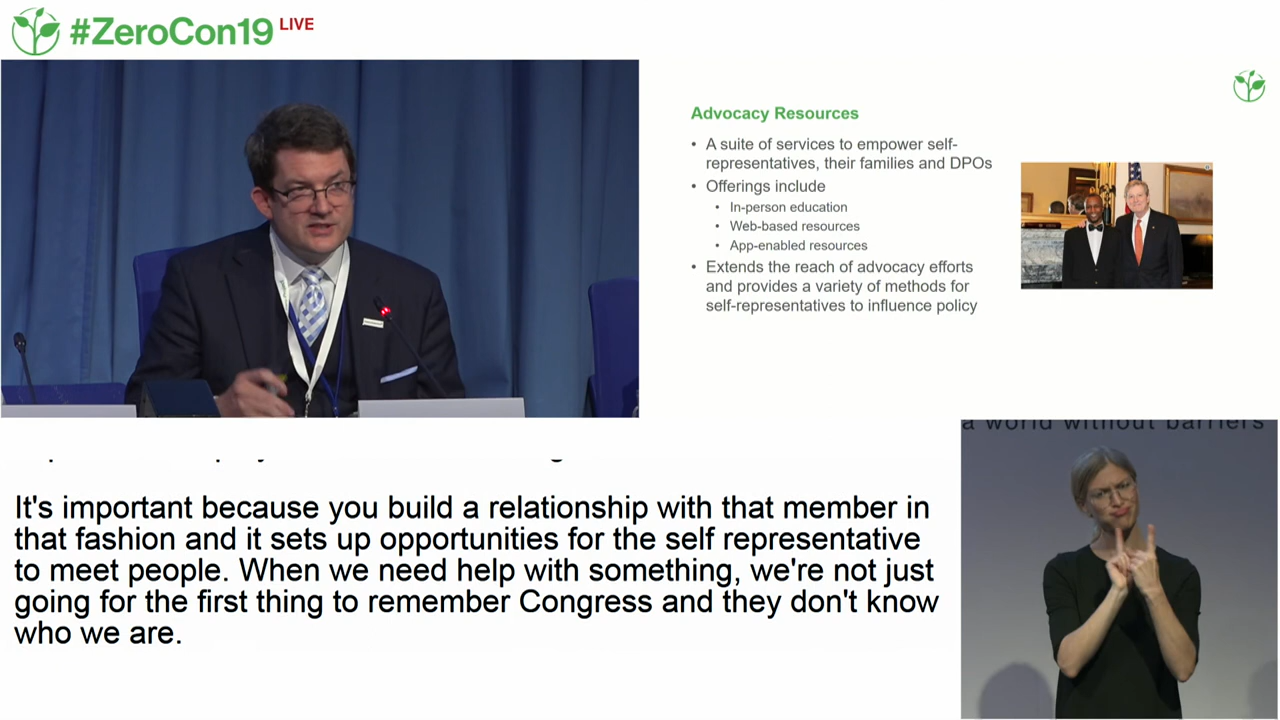 #ZeroCon19 LIVE
Advocacy Resources
• A suite of services to empower self-
representatives, their families and DPOs
• Offerings include
• In-person education
• Web-based resources
• App-enabled resources
• Extends the reach of advocacy efforts
and provides a variety of methods for
self-representatives to influence policy
a world without barriers
It's important because you build a relationship with that member in
that fashion and it sets up opportunities for the self representative
to meet people. When we need help with something, we're not just
going for the first thing to remember Congress and they don't know
who we are.